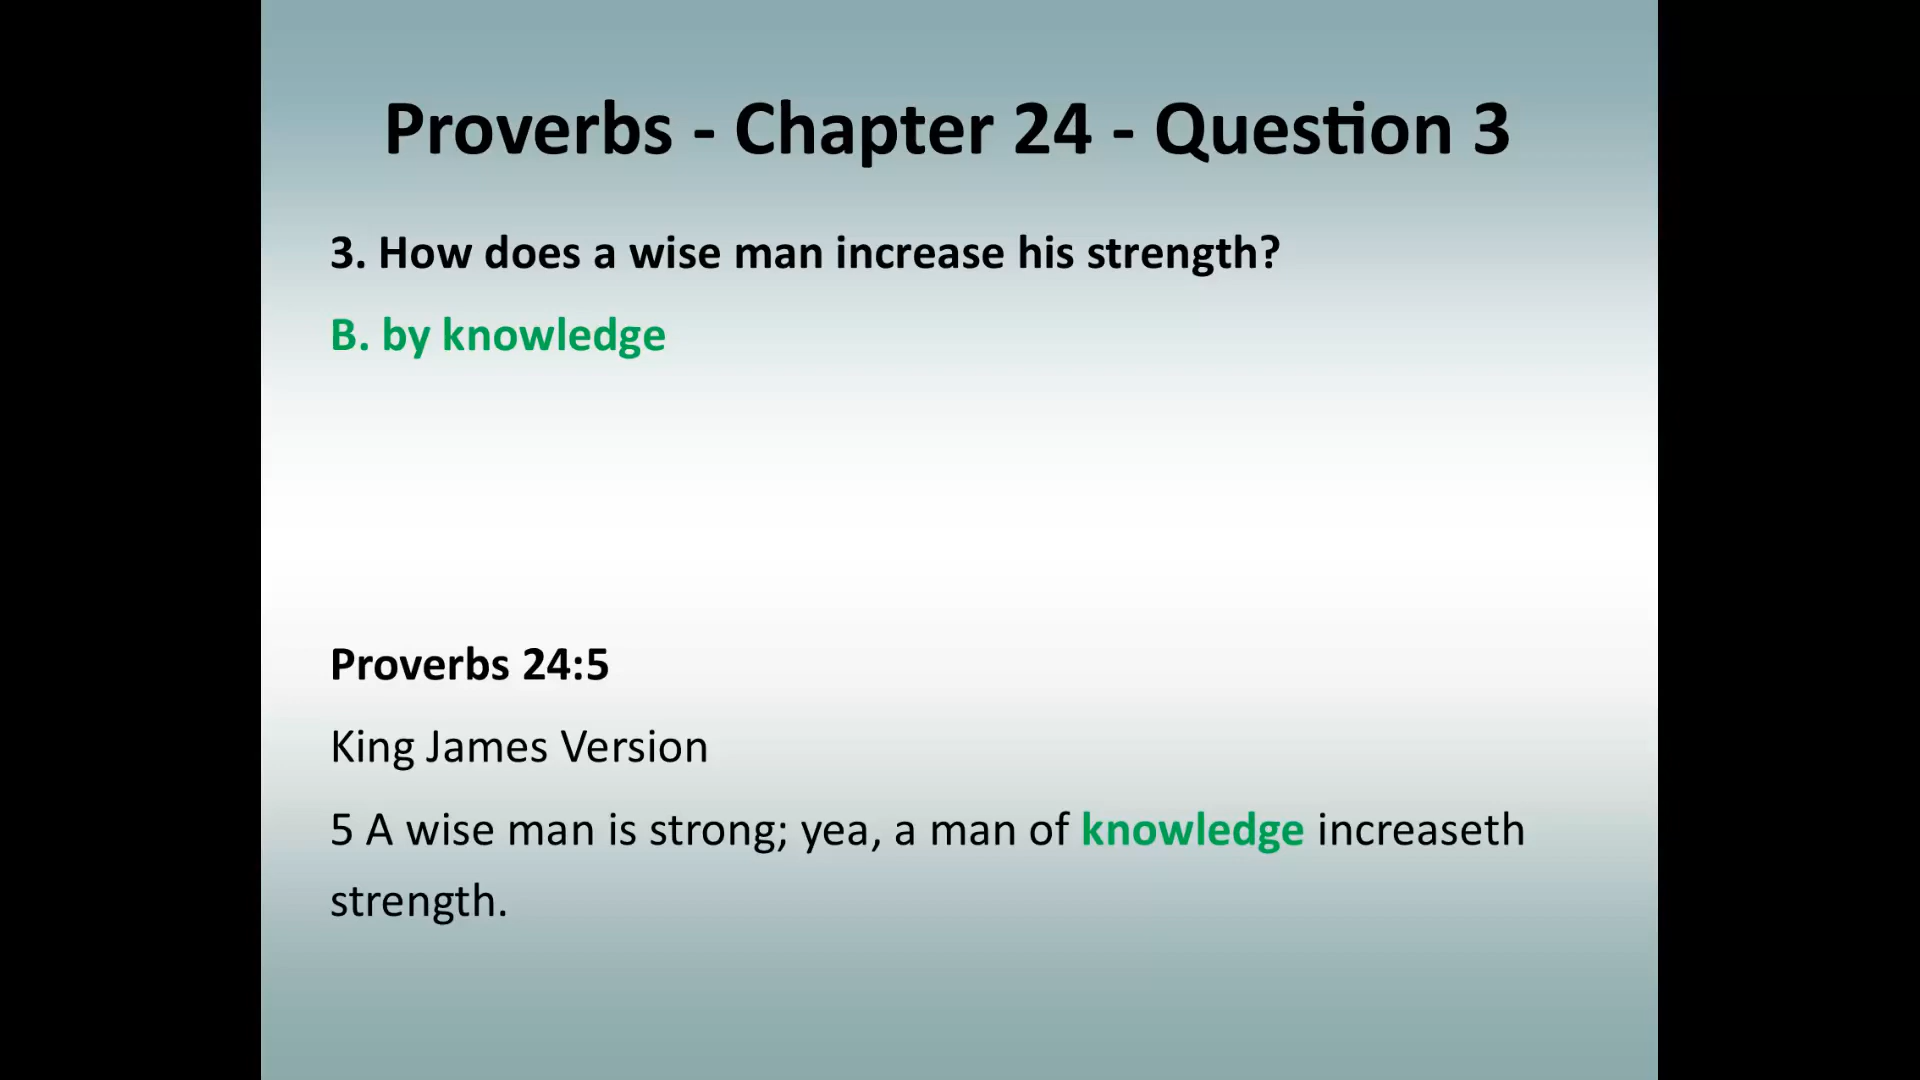 Proverbs - Chapter 24 - Question 3
3. How does a wise man increase his strength?
B. by knowledge
Proverbs 24:5
King James Version
5 A wise man is strong; yea, a man of knowledge increaseth
strength.